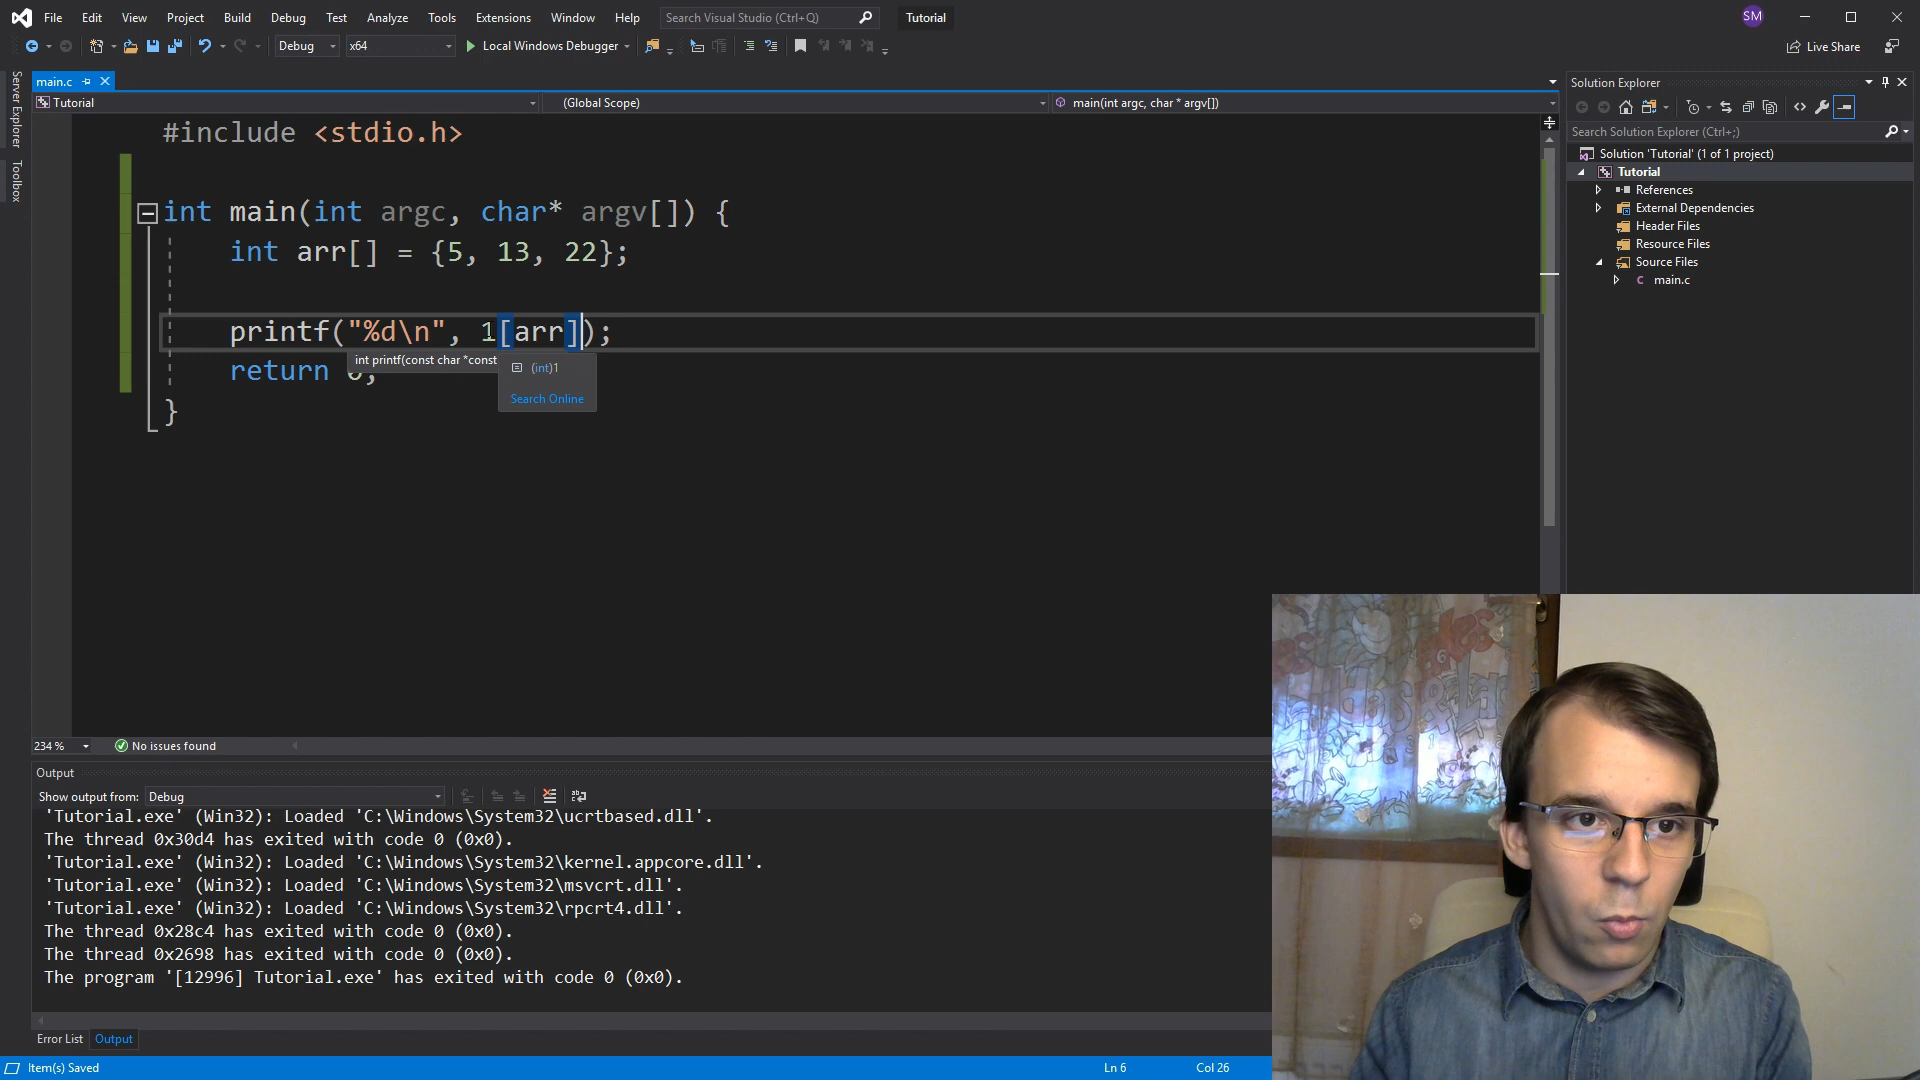 File Edit View Project Build Debug Test Analyze Tools Extensions Window Help Search Visual Studio (Ctrl+Q) Tutorial SM
Debug x64 Local Windows Debugger Live Share
Server Explorer
Toolbox
main.c
Tutorial (Global Scope) main(int argc, char * argv[])
#include <stdio.h>
int main(int argc, char* argv[]) {
int arr[] = {5, 13, 22};
printf("%d\n", 1[arr]);
int printf(const char *const
(int)1
return 0;
Search Online
}
234 % No issues found
Output
Show output from: Debug
'Tutorial.exe' (Win32): Loaded 'C:\Windows\System32\ucrtbased.dll'.
The thread 0x30d4 has exited with code 0 (0x0).
'Tutorial.exe' (Win32): Loaded 'C:\Windows\System32\kernel.appcore.dll'.
'Tutorial.exe' (Win32): Loaded 'C:\Windows\System32\msvcrt.dll'.
'Tutorial.exe' (Win32): Loaded 'C:\Windows\System32\rpcrt4.dll'.
The thread 0x28c4 has exited with code 0 (0x0).
The thread 0x2698 has exited with code 0 (0x0).
The program '[12996] Tutorial.exe' has exited with code 0 (0x0).
Error List Output
Item(s) Saved Ln 6 Col 26
Solution Explorer
Search Solution Explorer (Ctrl+;)
Solution 'Tutorial' (1 of 1 project)
Tutorial
References
External Dependencies
Header Files
Resource Files
Source Files
main.c